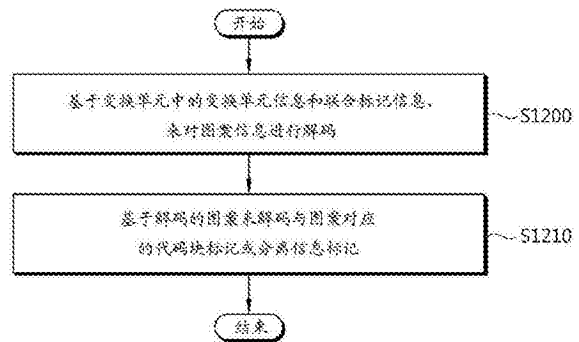 开始
基于变换单元中的变换单元信息和联合标记信息、
来对图案信息进行解码
S1200
基于解码的图案来解码与图案对应
的代码块标记或分离信息标记
S1210
结束